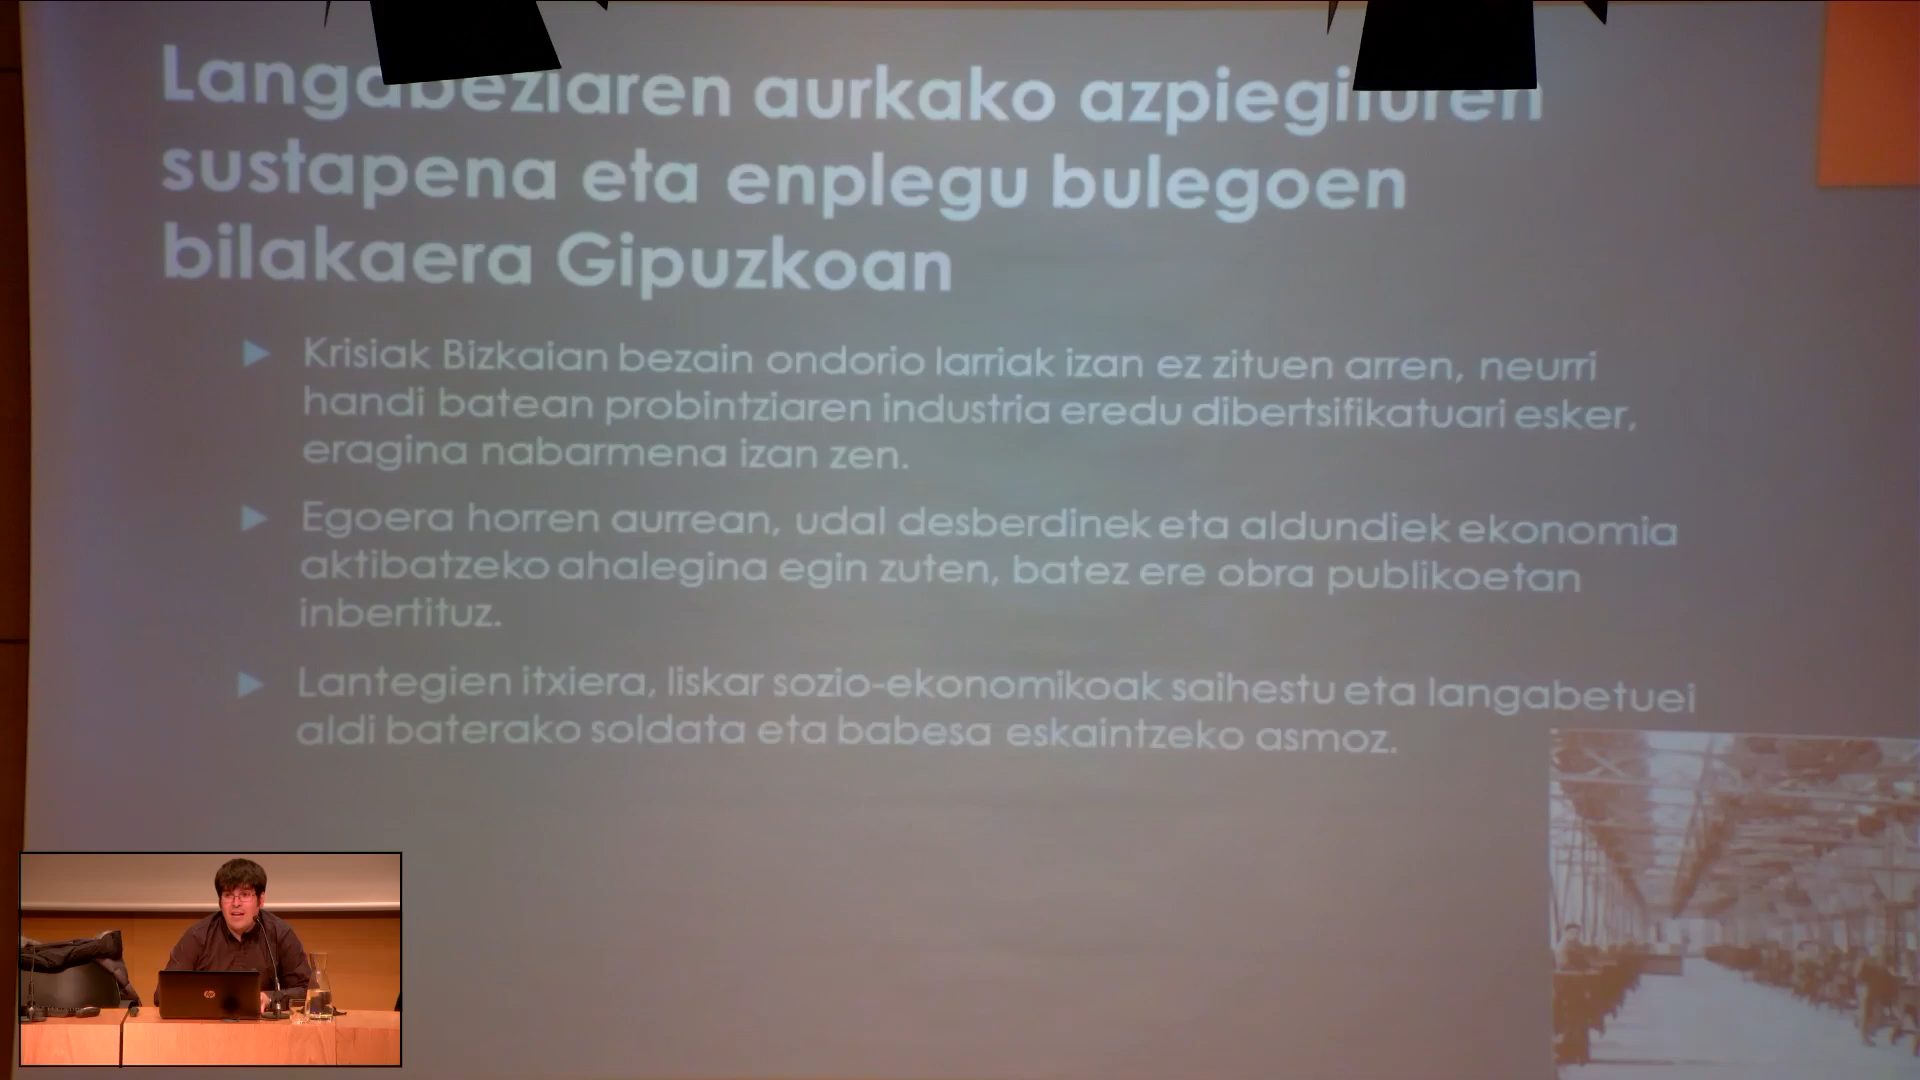 Langabeziaren aurkako azpiegituren
sustapena eta enplegu bulegoen
bilakaera Gipuzkoan
Krisiak Bizkaian bezain ondorio larriak izan ez zituen arren, neurri
handi batean probintziaren industria eredu dibertsifikatuari esker,
eragina nabarmena izan zen.
Egoera horren aurrean, udal desberdinek eta aldundiek ekonomia
aktibatzeko ahalegina egin zuten, batez ere obra publikoetan
inbertituz.
Lantegien itxiera, liskar sozio-ekonomikoak saihestu eta langabetuei
aldi baterako soldata eta babesa eskaintzeko asmoz.
hp